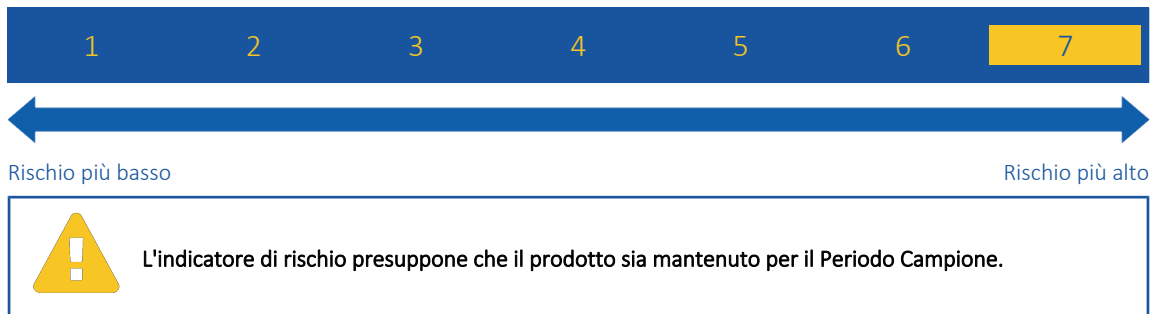 1 2 3 4 5 6 7
Rischio più basso Rischio più alto
L'indicatore di rischio presuppone che il prodotto sia mantenuto per il Periodo Campione.